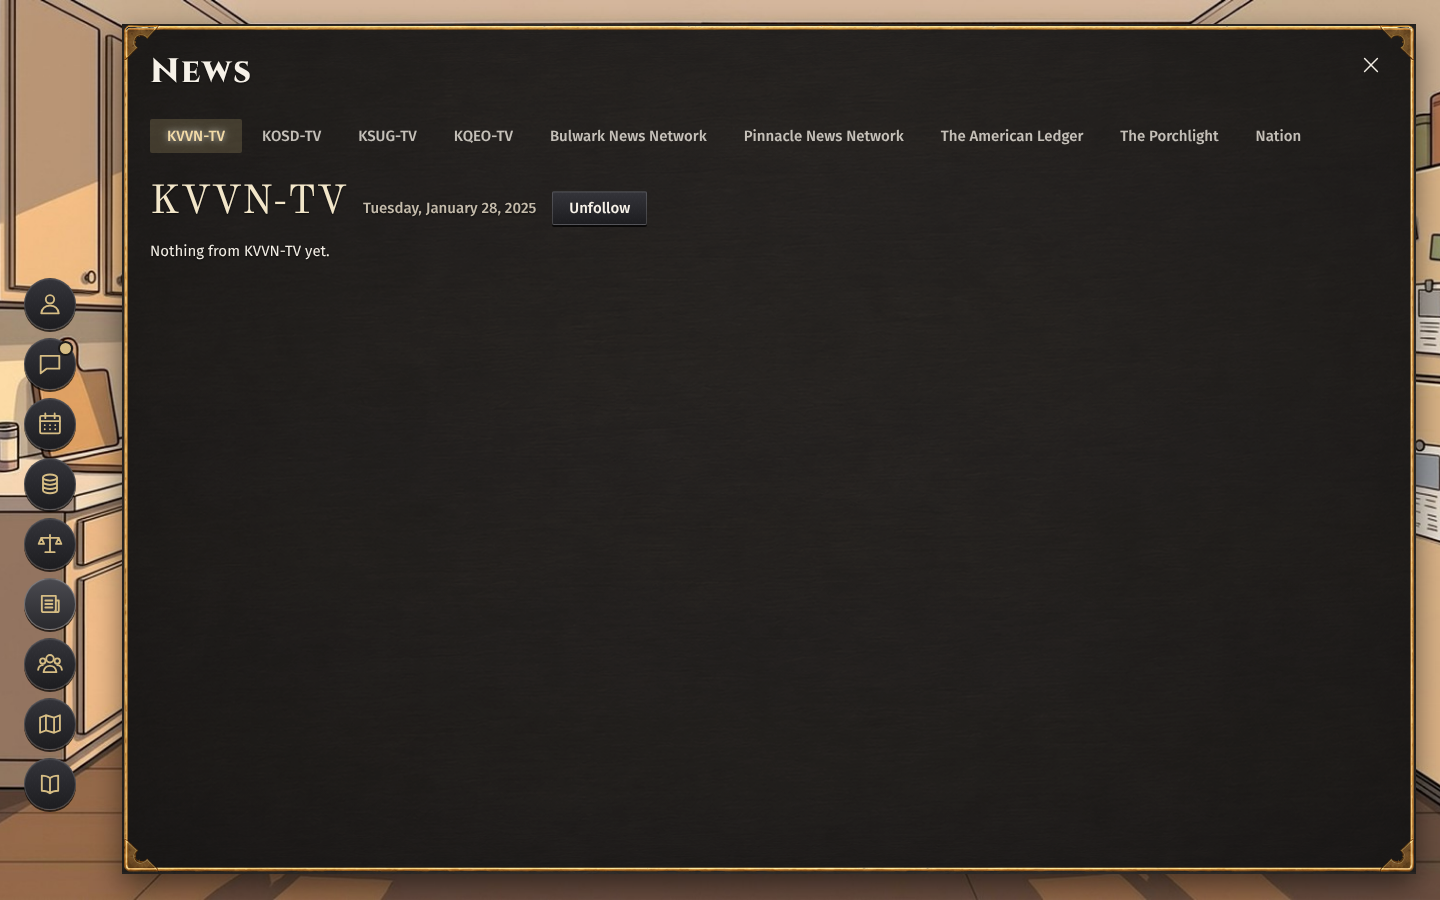 News
KVVN-TV KOSD-TV KSUG-TV KQEO-TV Bulwark News Network Pinnacle News Network The American Ledger The Porchlight Nation
KVVN-TV Tuesday, January 28, 2025 Unfollow
Nothing from KVVN-TV yet.